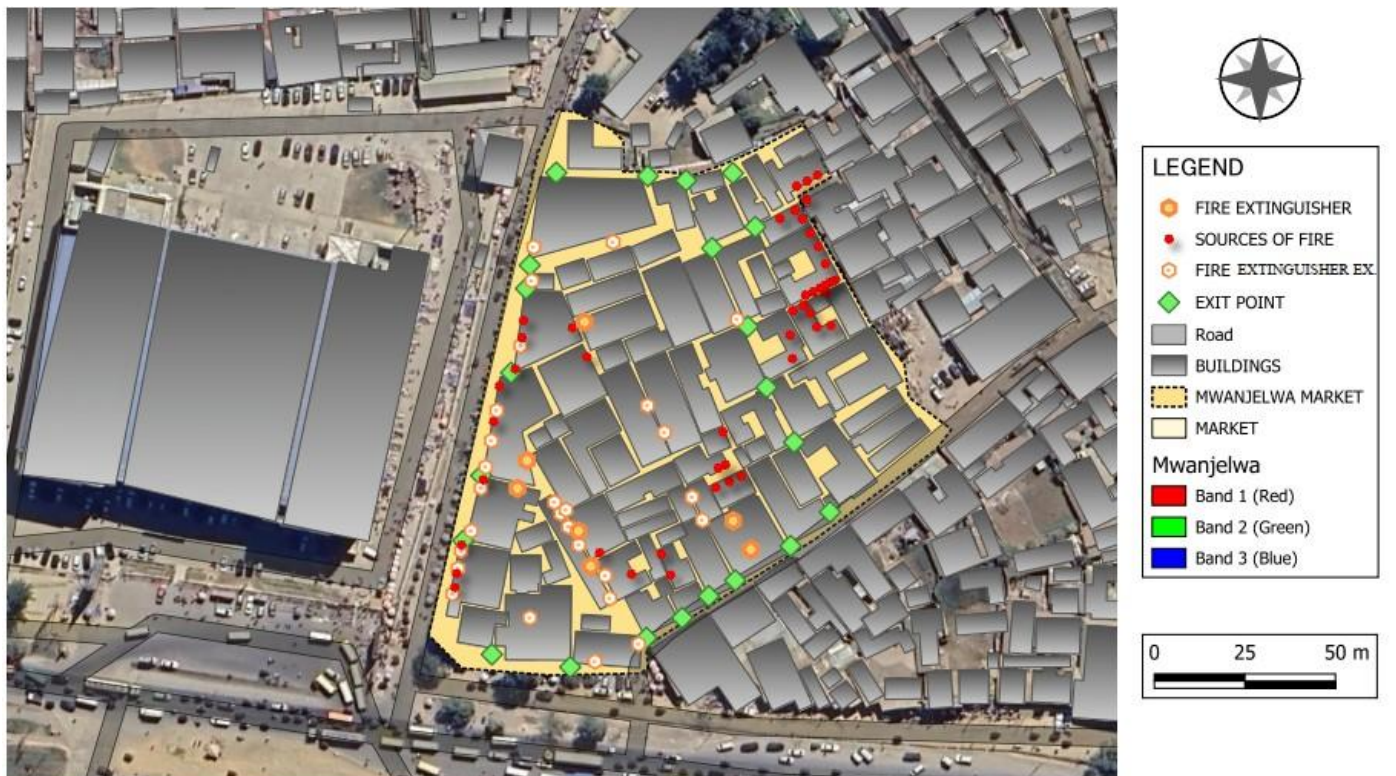 LEGEND
FIRE EXTINGUISHER
SOURCES OF FIRE
FIRE EXTINGUISHER EX.
EXIT POINT
Road
BUILDINGS
MWANJELWA MARKET
MARKET
Mwanjelwa
Band 1 (Red)
Band 2 (Green)
Band 3 (Blue)
0 25 50 m